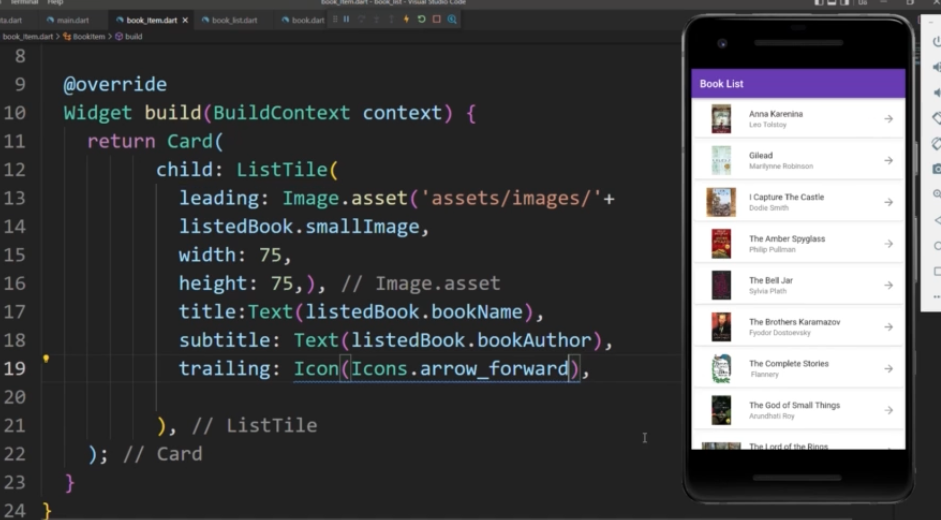 Terminal Help
book_item.dart - book_list - Visual Studio Code
main.dart
book_item.dart
book_list.dart
book.dart
book_item.dart > BookItem > build
8
9 @override
10 Widget build(BuildContext context) {
11 return Card(
12 child: ListTile(
13 leading: Image.asset('assets/images/'+
14 listedBook.smallImage,
15 width: 75,
16 height: 75,), // Image.asset
17 title:Text(listedBook.bookName),
18 subtitle: Text(listedBook.bookAuthor),
19 trailing: Icon(Icons.arrow_forward),
20
21 ), // ListTile
22 ); // Card
23 }
24 }
Book List
Anna Karenina
Leo Tolstoy
Gilead
Marilynne Robinson
I Capture The Castle
Dodie Smith
The Amber Spyglass
Philip Pullman
The Bell Jar
Sylvia Plath
The Brothers Karamazov
Fyodor Dostoevsky
The Complete Stories
Flannery
The God of Small Things
Arundhati Roy
The Lord of the Rings